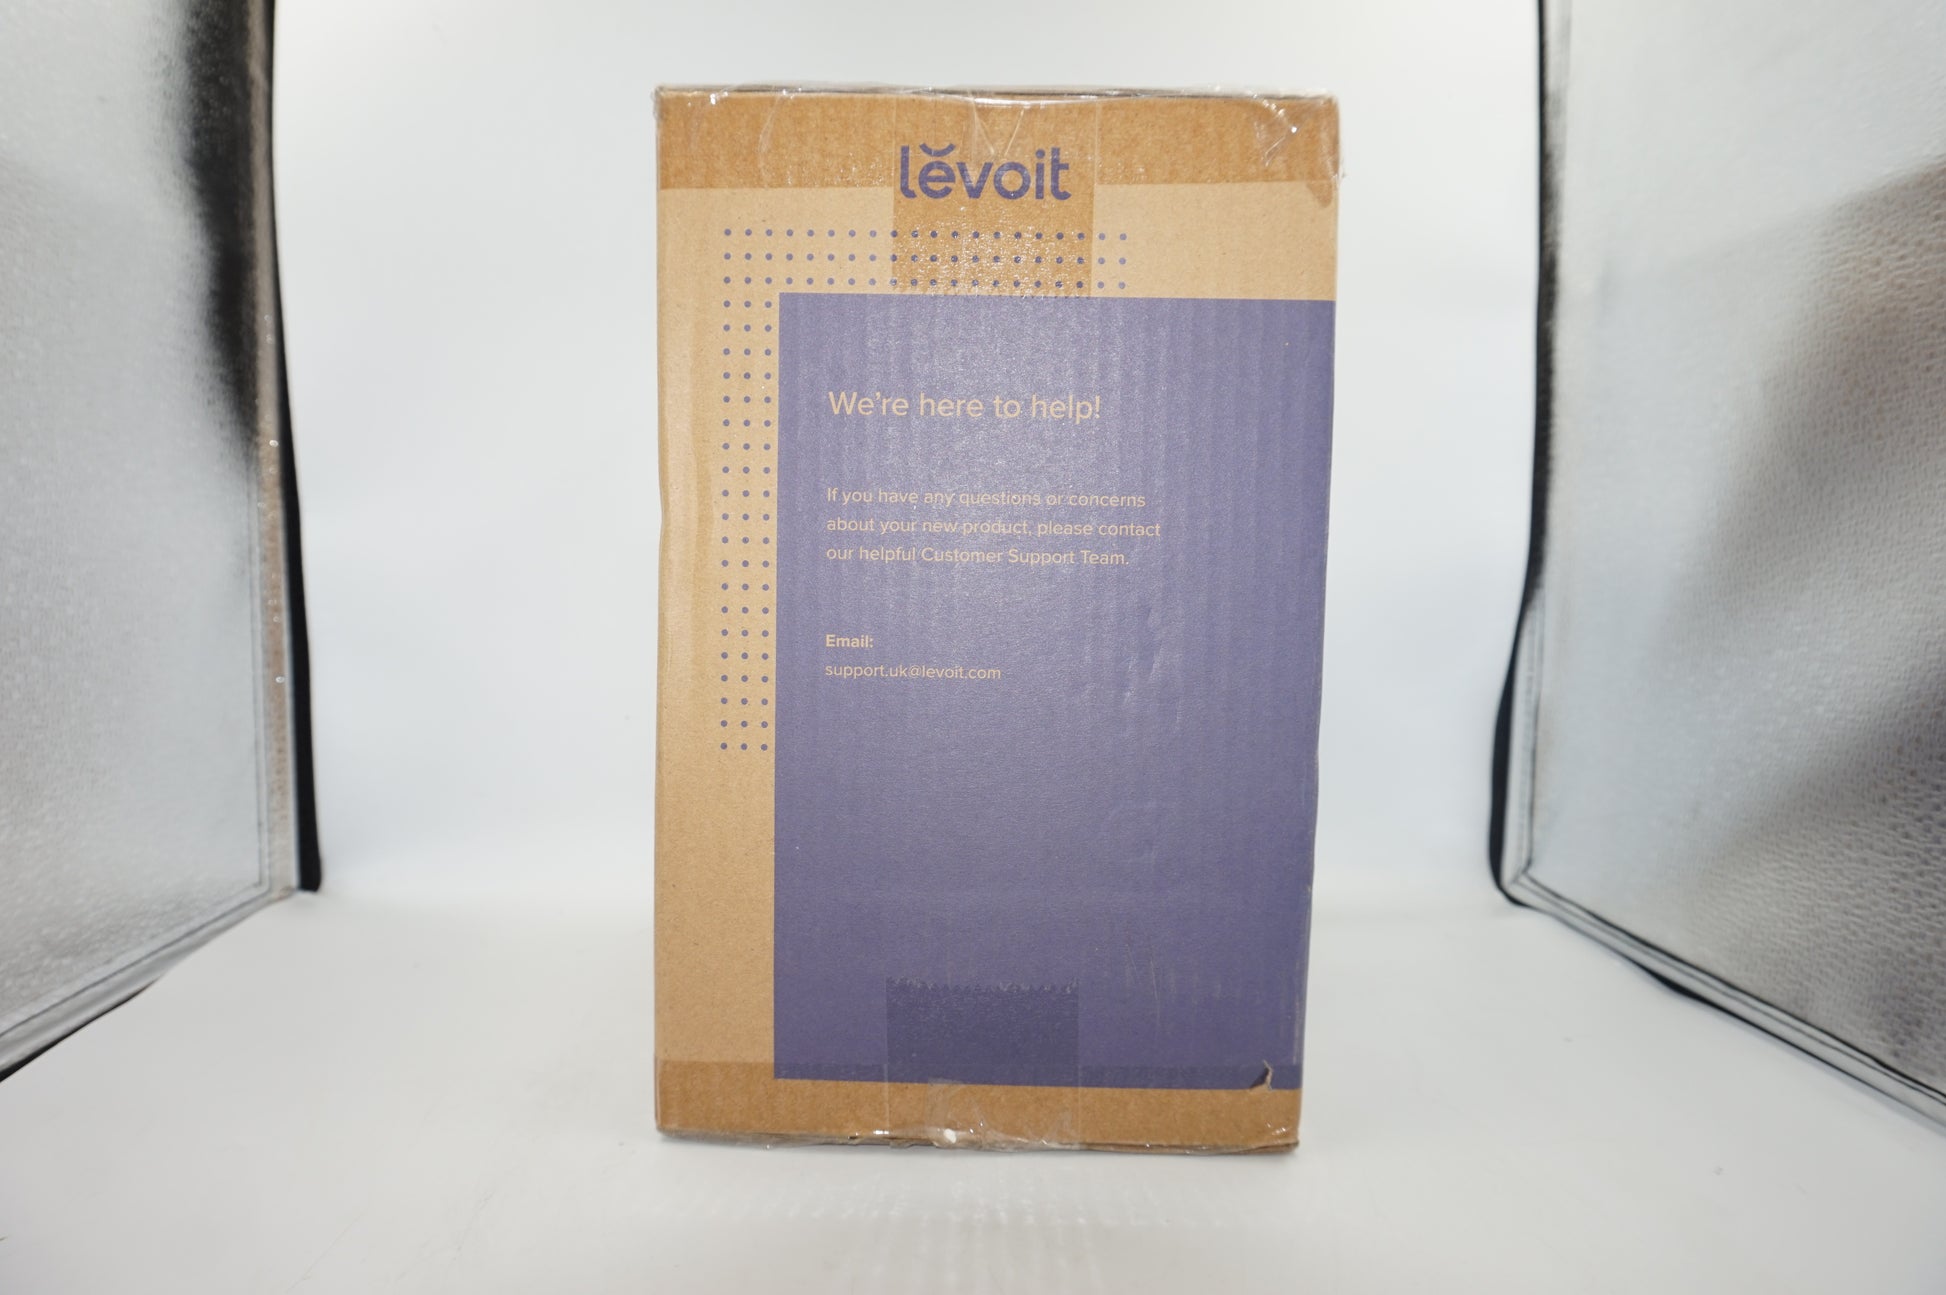 lĕvoit
We're here to help!
If you have any questions or concerns
about your new product, please contact
our helpful Customer Support Team.
Email:
support.uk@levoit.com